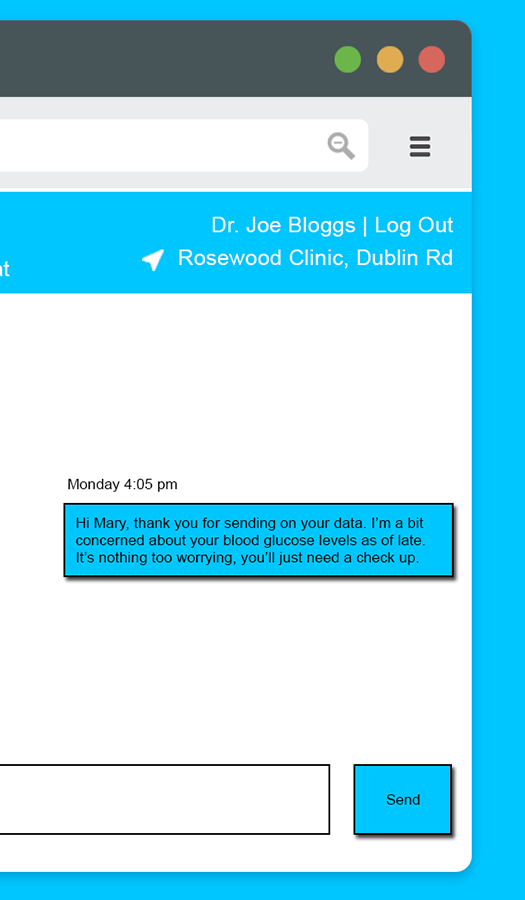 Dr. Joe Bloggs | Log Out
Rosewood Clinic, Dublin Rd
Monday 4:05 pm
Hi Mary, thank you for sending on your data. I'm a bit
concerned about your blood glucose levels as of late.
It's nothing too worrying, you'll just need a check up.
Send